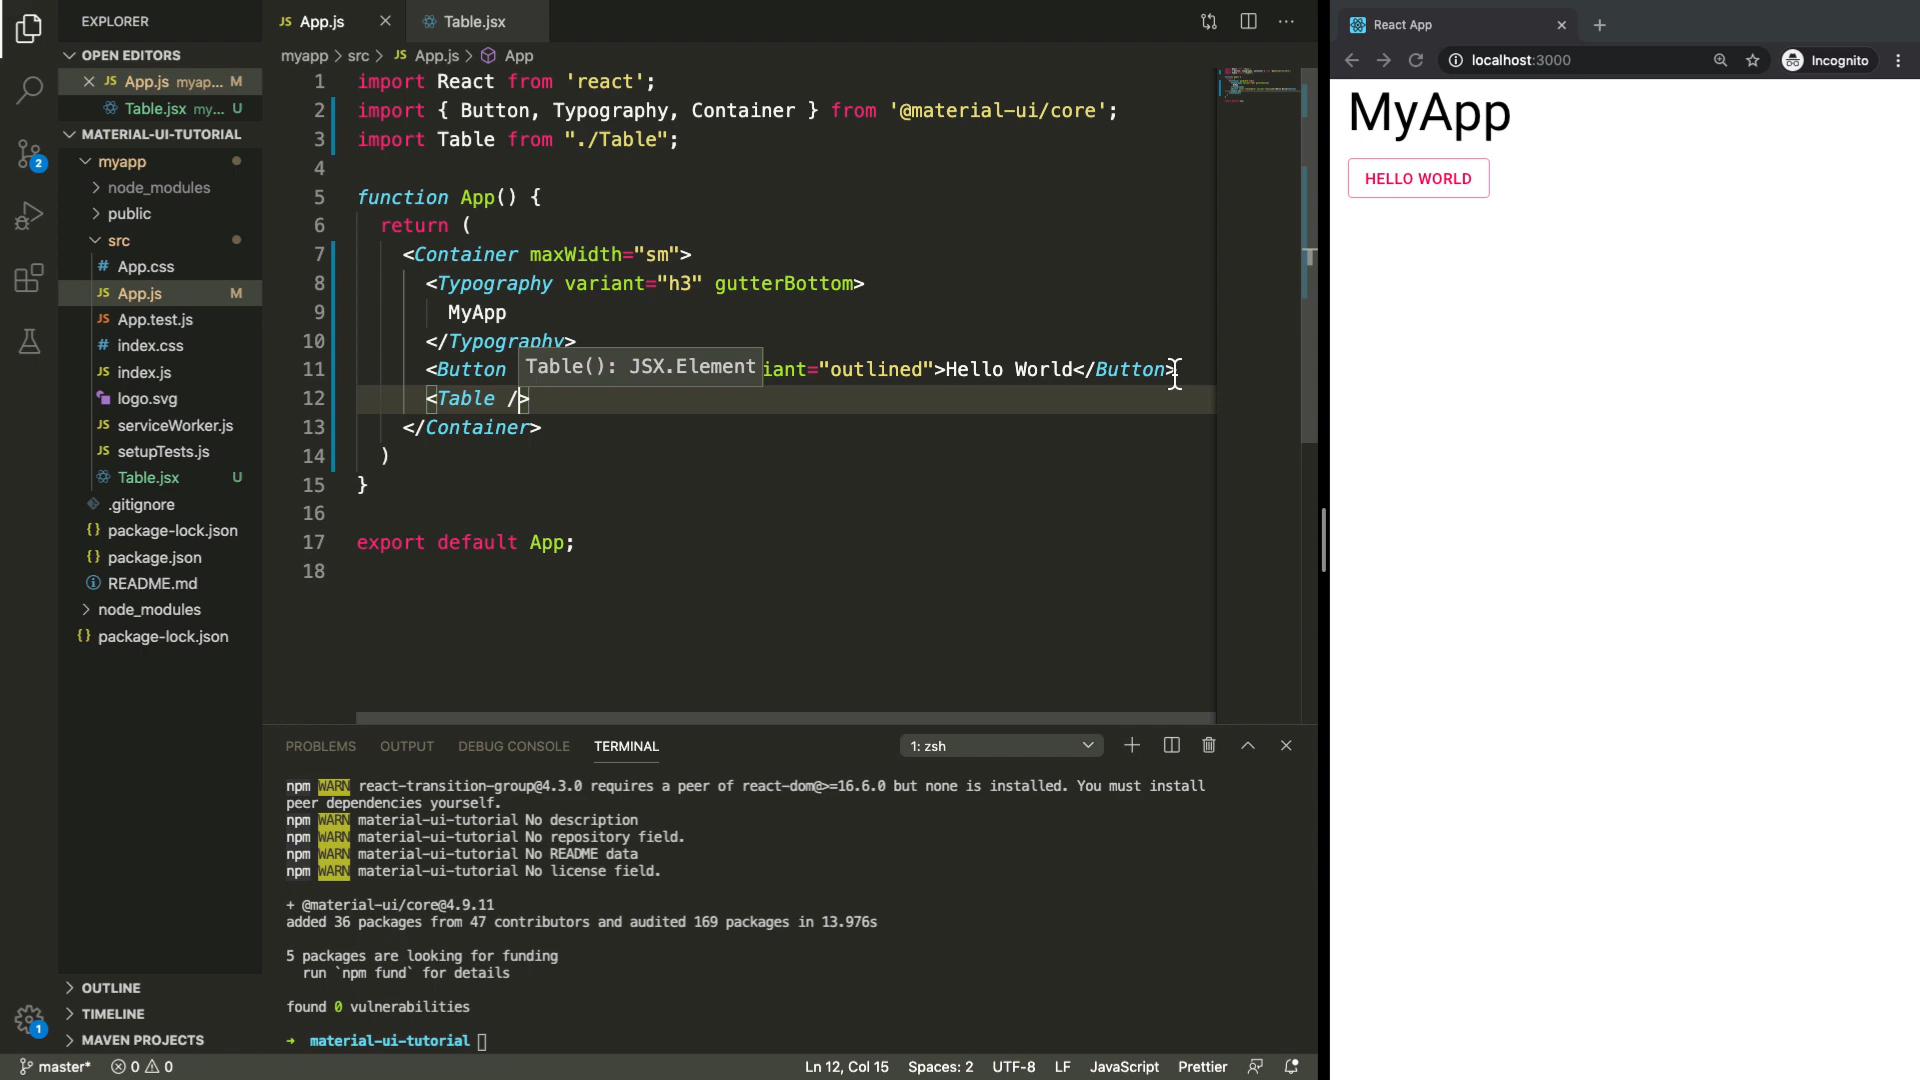 EXPLORER
OPEN EDITORS
App.js myap... M
Table.jsx my... U
MATERIAL-UI-TUTORIAL
myapp
node_modules
public
src
App.css
App.js M
App.test.js
index.css
index.js
logo.svg
serviceWorker.js
setupTests.js
Table.jsx U
.gitignore
package-lock.json
package.json
README.md
node_modules
package-lock.json
OUTLINE
TIMELINE
MAVEN PROJECTS
2
1
JS App.js
Table.jsx
myapp > src > JS App.js > App
1 import React from 'react';
2 import { Button, Typography, Container } from '@material-ui/core';
3 import Table from "./Table";
4
5 function App() {
6 return (
7 <Container maxWidth="sm">
8 <Typography variant="h3" gutterBottom>
9 MyApp
10 </Typography>
11 <Button iant="outlined">Hello World</Button>
Table(): JSX.Element
12 <Table />
13 </Container>
14 )
15 }
16
17 export default App;
18
PROBLEMS OUTPUT DEBUG CONSOLE TERMINAL 1: zsh
npm WARN react-transition-group@4.3.0 requires a peer of react-dom@>=16.6.0 but none is installed. You must install
peer dependencies yourself.
npm WARN material-ui-tutorial No description
npm WARN material-ui-tutorial No repository field.
npm WARN material-ui-tutorial No README data
npm WARN material-ui-tutorial No license field.
+ @material-ui/core@4.9.11
added 36 packages from 47 contributors and audited 169 packages in 13.976s
5 packages are looking for funding
run `npm fund` for details
found 0 vulnerabilities
→ material-ui-tutorial
master* 0 0 Ln 12, Col 15 Spaces: 2 UTF-8 LF JavaScript Prettier
React App
localhost:3000 Incognito
MyApp
HELLO WORLD